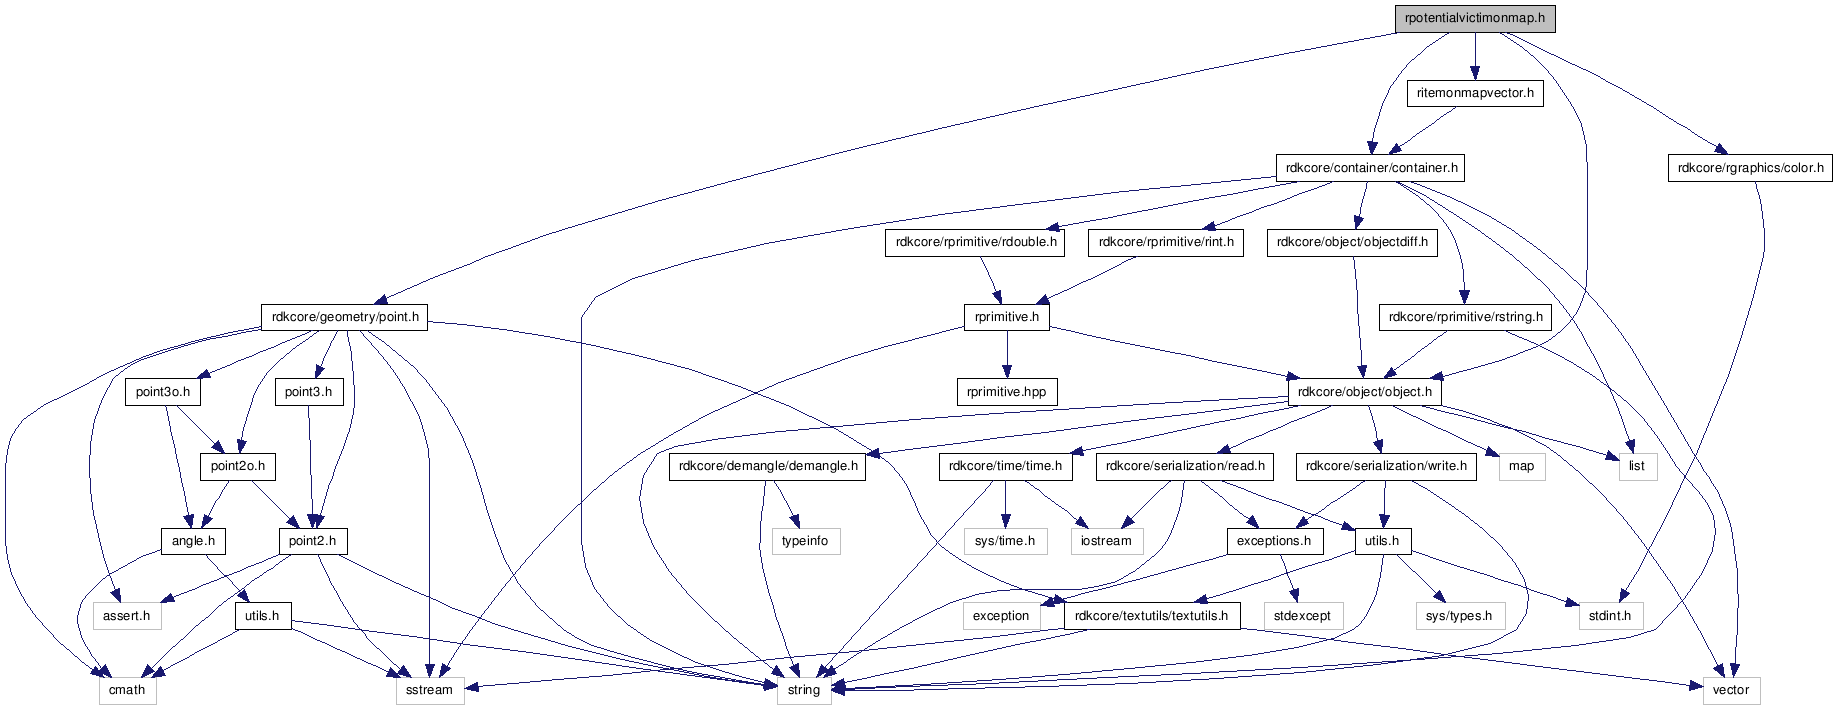 rpotentialvictimonmap.h
ritemonmapvector.h
rdkcore/container/container.h
rdkcore/rgraphics/color.h
rdkcore/rprimitive/rdouble.h
rdkcore/rprimitive/rint.h
rdkcore/object/objectdiff.h
rdkcore/geometry/point.h
rprimitive.h
rdkcore/rprimitive/rstring.h
point3o.h
point3.h
rprimitive.hpp
rdkcore/object/object.h
point2o.h
rdkcore/demangle/demangle.h
rdkcore/time/time.h
rdkcore/serialization/read.h
rdkcore/serialization/write.h
map
list
angle.h
point2.h
typeinfo
sys/time.h
iostream
exceptions.h
utils.h
assert.h
utils.h
exception
rdkcore/textutils/textutils.h
stdexcept
sys/types.h
stdint.h
cmath
sstream
string
vector